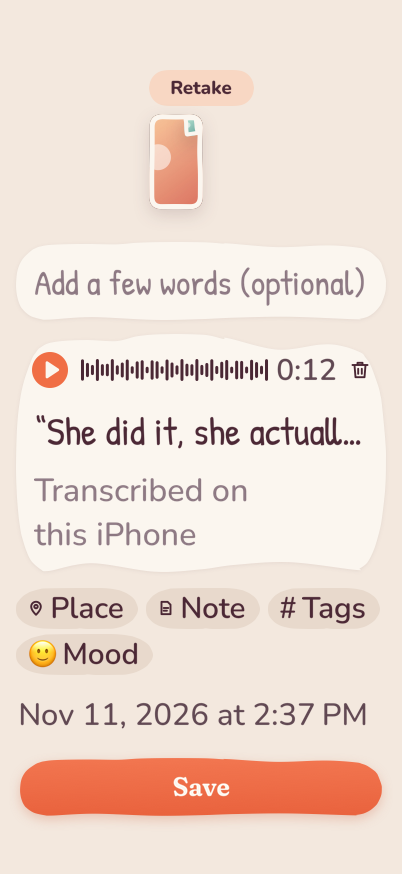 Retake
Add a few words (optional)
0:12
“She did it, she actuall...
Transcribed on
this iPhone
Place
Note
# Tags
Mood
Nov 11, 2026 at 2:37 PM
Save